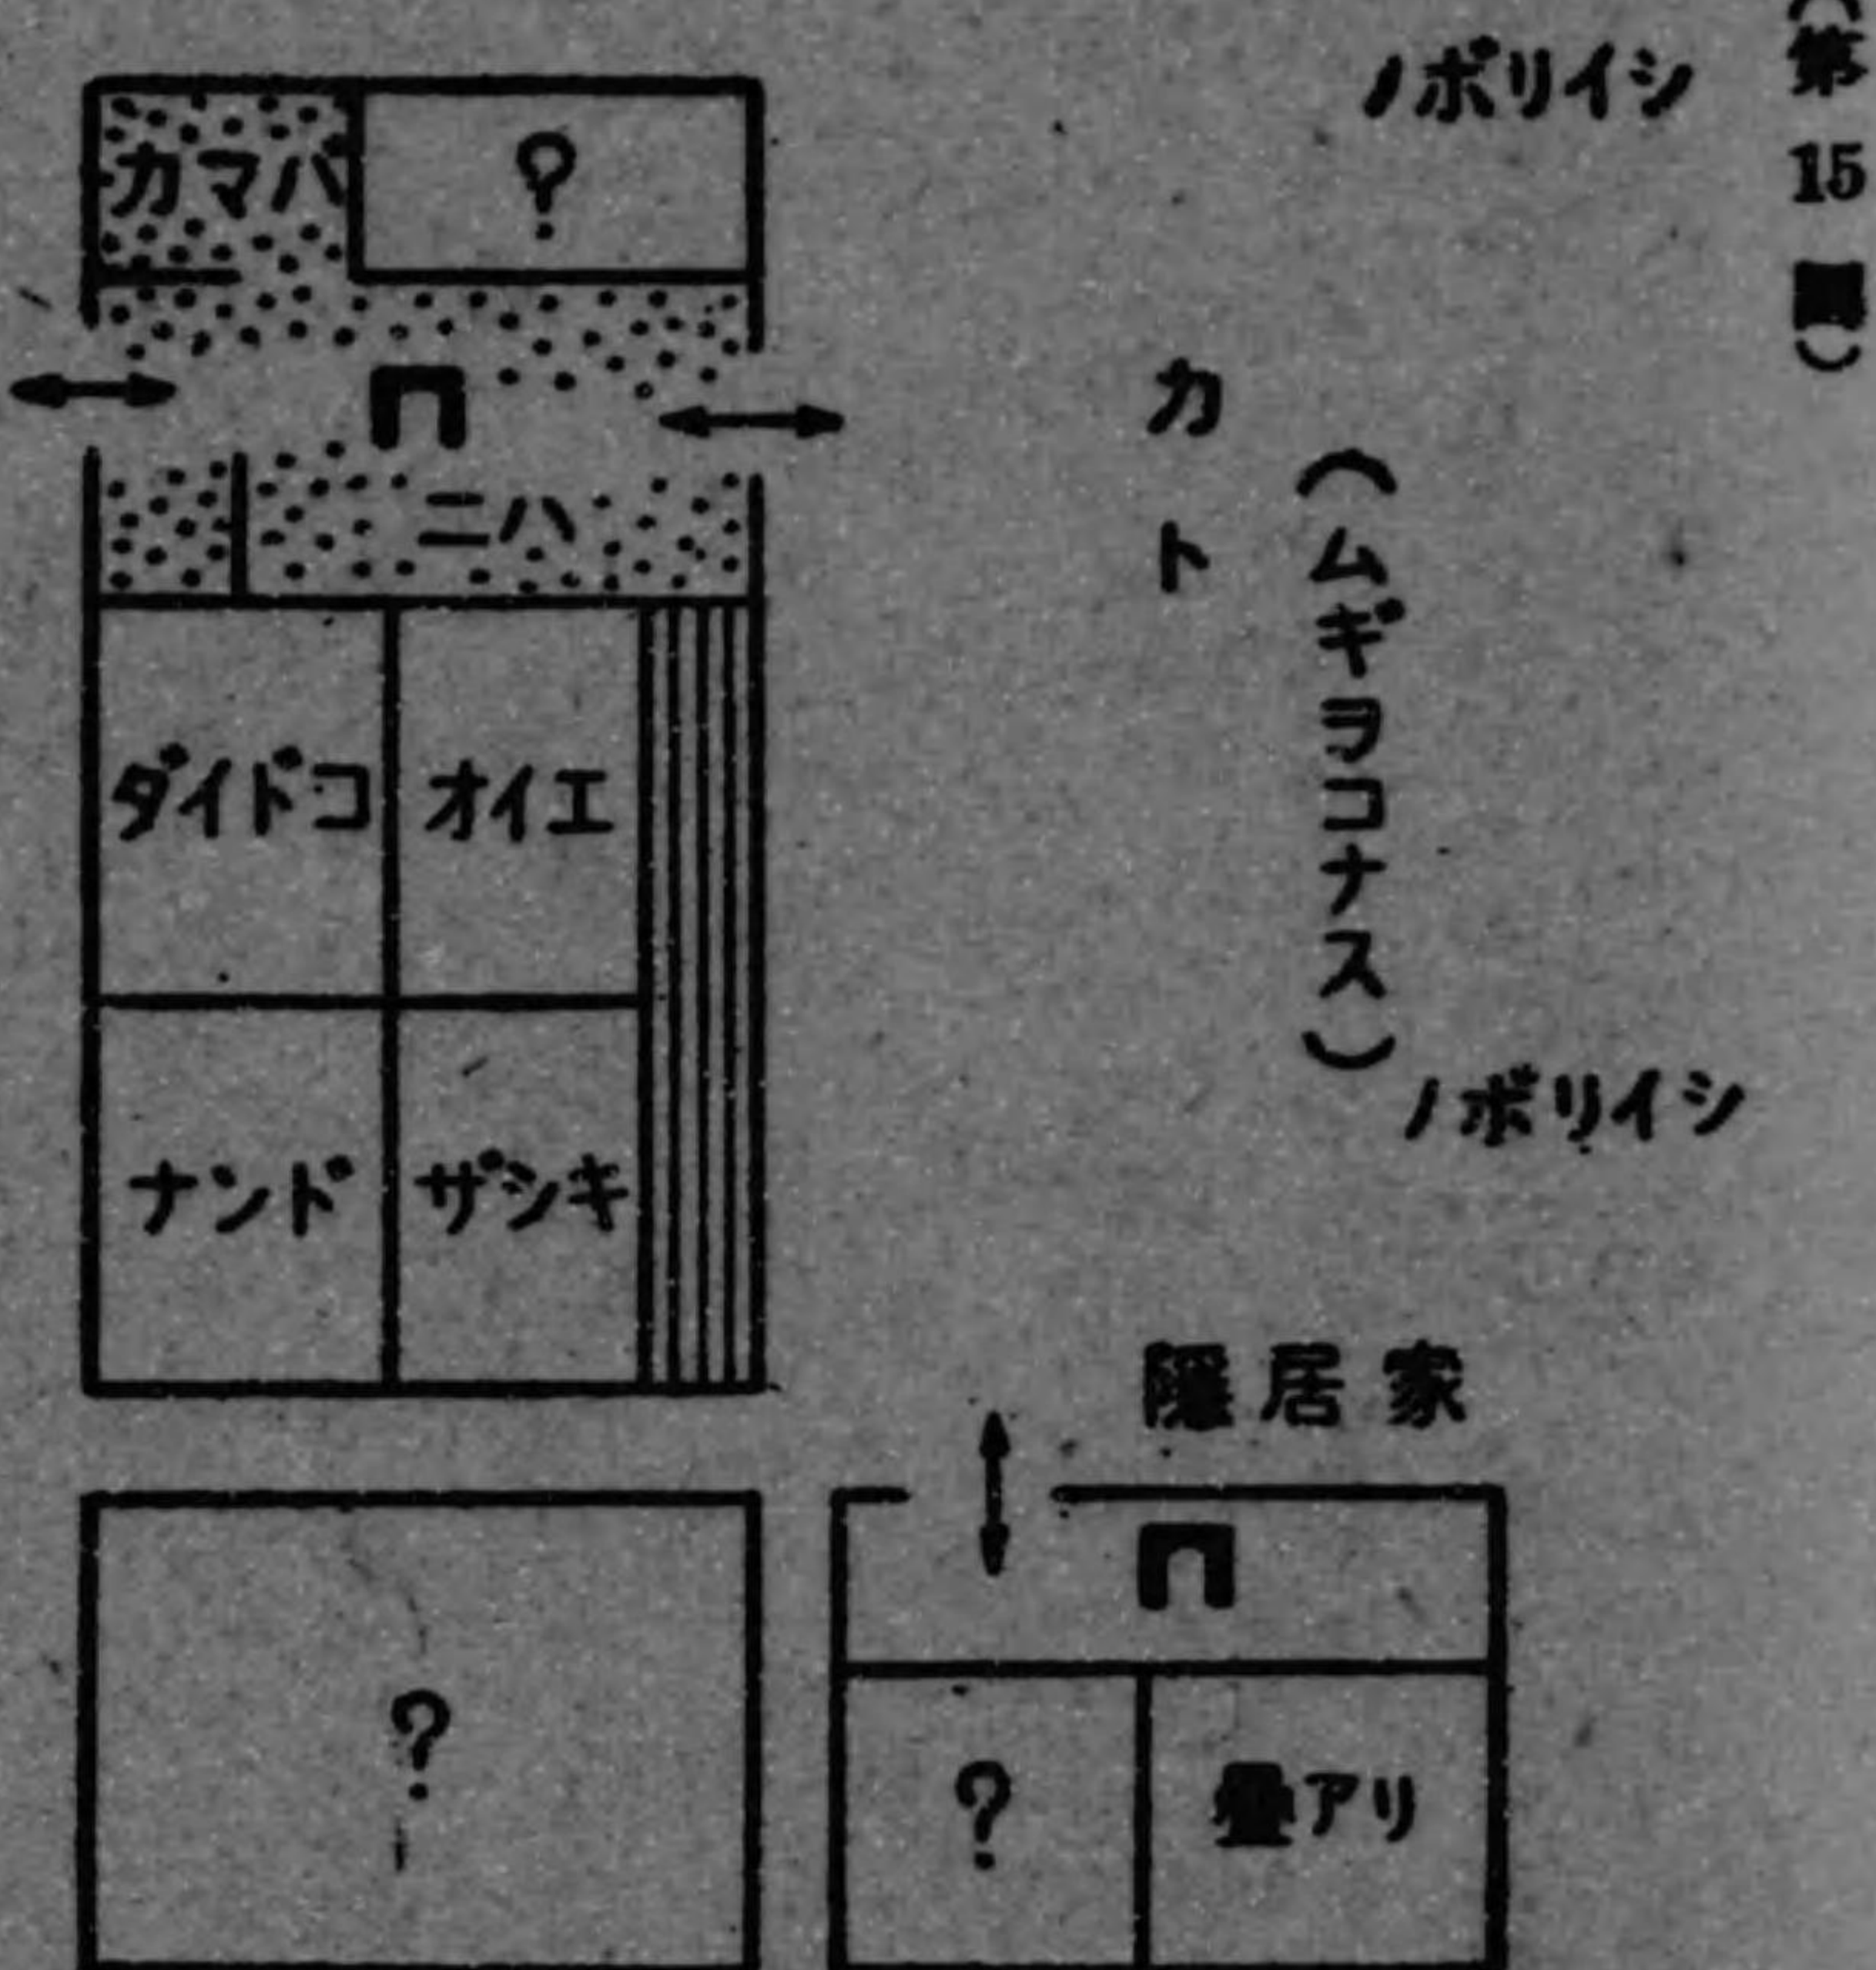 （第15圖）
ノボリイシ
カマバ
?
ニハ
カト
（ムギヲコナス）
ダイドコ
オイエ
ナンド
ザシキ
ノボリイシ
隱居家
?
?
疊アリ